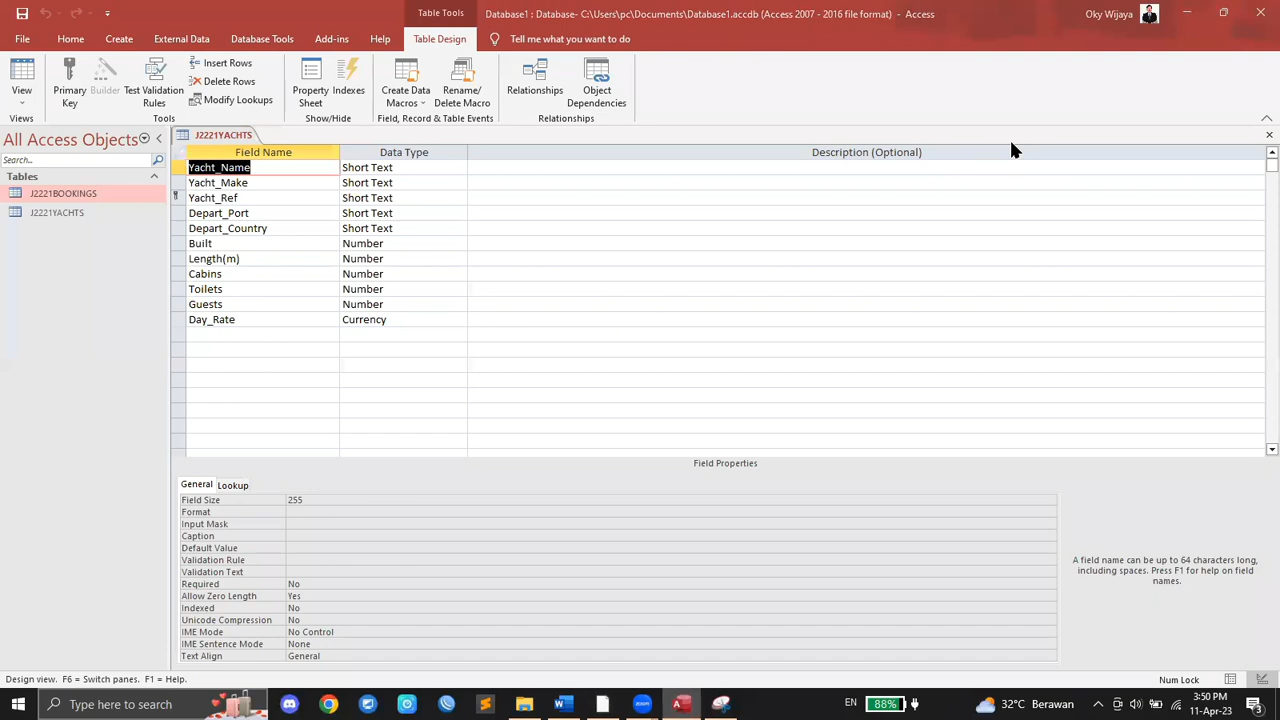 Table Tools
Database1 : Database- C:\Users\pc\Documents\Database1.accdb (Access 2007 - 2016 file format) - Access
Oky Wijaya
File
Home
Create
External Data
Database Tools
Add-ins
Help
Table Design
Tell me what you want to do
View
Primary Key
Builder
Test Validation Rules
Insert Rows
Delete Rows
Modify Lookups
Property Sheet
Indexes
Create Data Macros
Rename/ Delete Macro
Relationships
Object Dependencies
Views
Tools
Show/Hide
Field, Record & Table Events
Relationships
All Access Objects
J2221YACHTS
Search...
Tables
J2221BOOKINGS
J2221YACHTS
Field Name Data Type Description (Optional)
Yacht_Name Short Text
Yacht_Make Short Text
Yacht_Ref Short Text
Depart_Port Short Text
Depart_Country Short Text
Built Number
Length(m) Number
Cabins Number
Toilets Number
Guests Number
Day_Rate Currency
Field Properties
General Lookup
Field Size 255
Format
Input Mask
Caption
Default Value
Validation Rule
Validation Text
Required No
Allow Zero Length Yes
Indexed No
Unicode Compression No
IME Mode No Control
IME Sentence Mode None
Text Align General
A field name can be up to 64 characters long,
including spaces. Press F1 for help on field
names.
Design view. F6 = Switch panes. F1 = Help.
Num Lock
Type here to search
EN
88%
32°C Berawan
3:50 PM
11-Apr-23